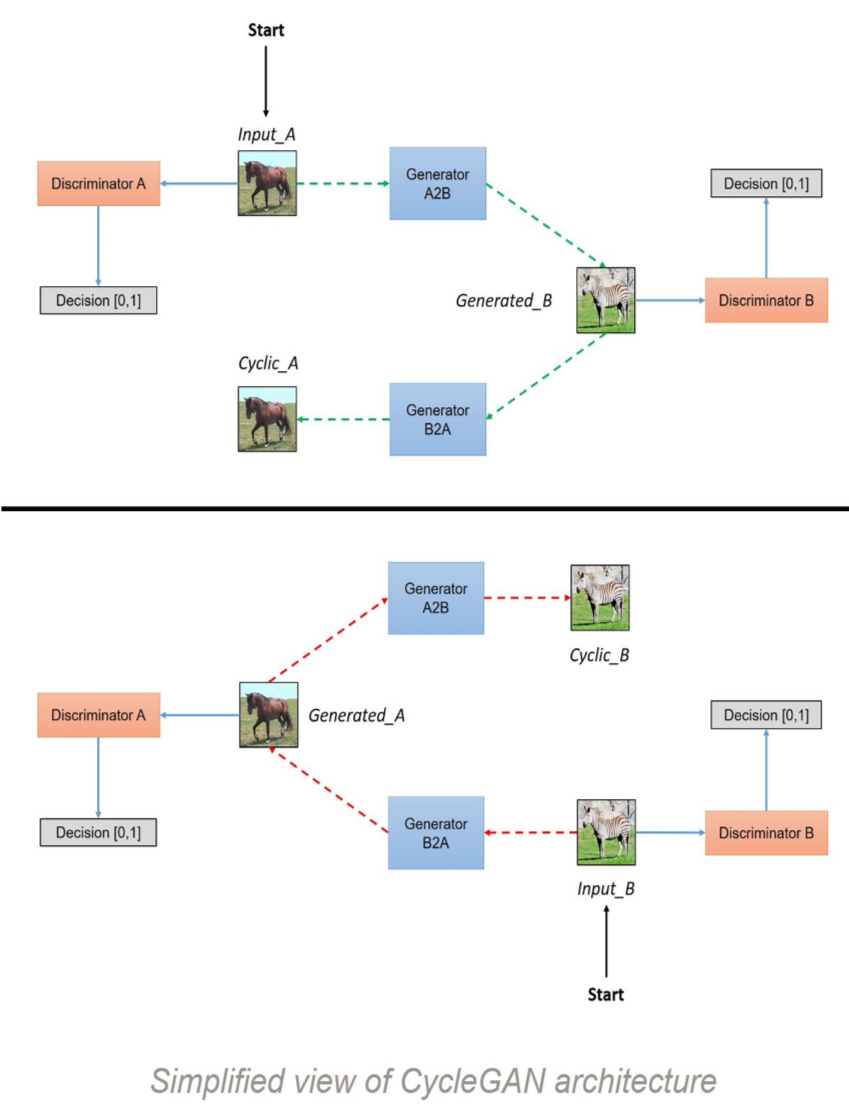 Start
Input_A
Discriminator A
Generator
A2B
Decision [0,1]
Decision [0,1]
Generated_B
Discriminator B
Cyclic_A
Generator
B2A
Generator
A2B
Cyclic_B
Discriminator A
Generated_A
Decision [0,1]
Decision [0,1]
Generator
B2A
Discriminator B
Input_B
Start
Simplified view of CycleGAN architecture